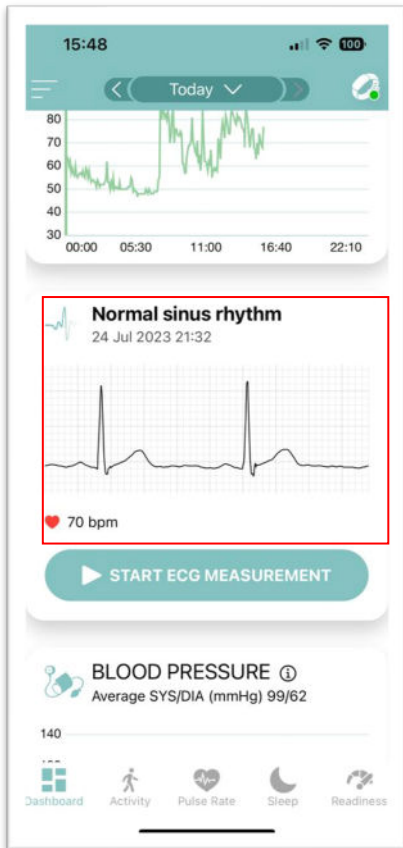 15:48
100
Today
80
70
60
50
40
30
00:00 05:30 11:00 16:40 22:10
Normal sinus rhythm
24 Jul 2023 21:32
70 bpm
START ECG MEASUREMENT
BLOOD PRESSURE
Average SYS/DIA (mmHg) 99/62
140
Dashboard Activity Pulse Rate Sleep Readiness